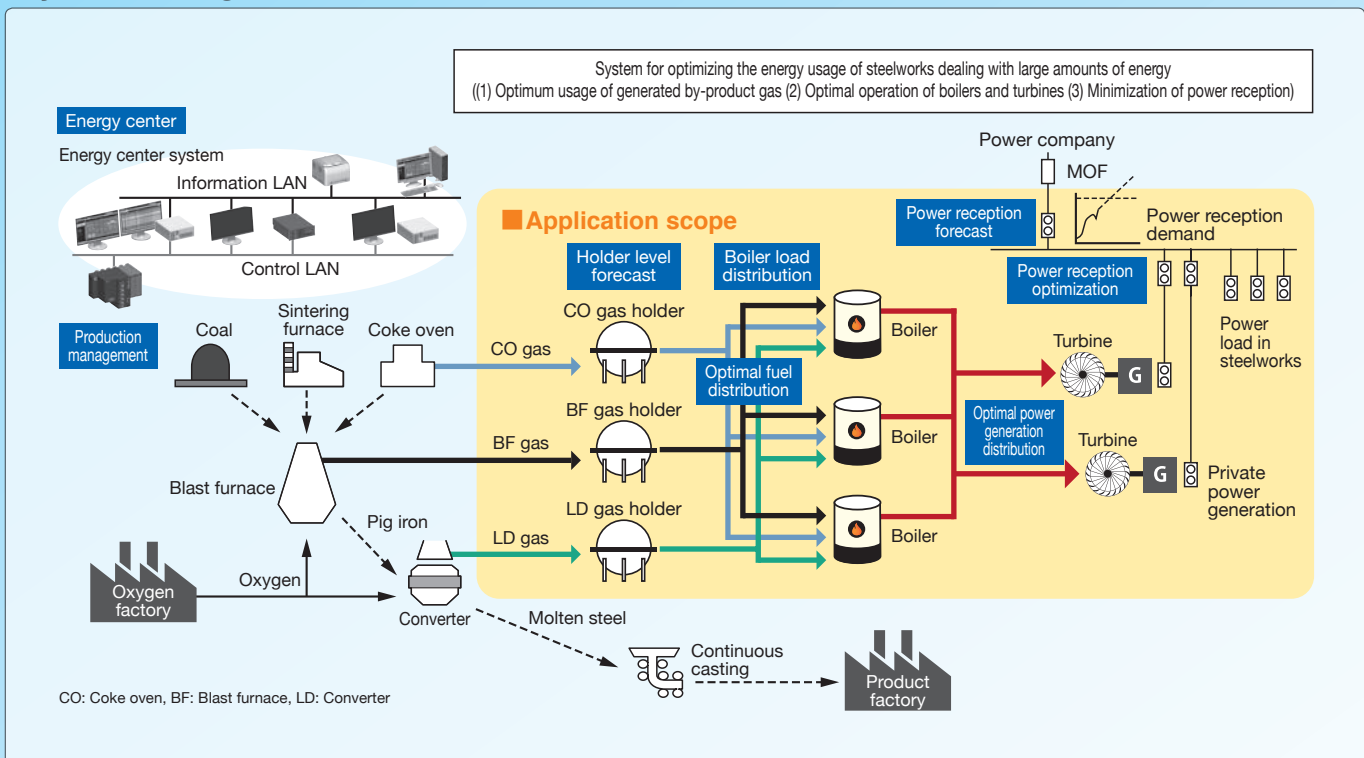 System for optimizing the energy usage of steelworks dealing with large amounts of energy
((1) Optimum usage of generated by-product gas (2) Optimal operation of boilers and turbines (3) Minimization of power reception)
Energy center
Energy center system
Information LAN
Control LAN
Production
management
Coal
Sintering
furnace
Coke oven
Blast furnace
Pig iron
Oxygen
factory
Oxygen
Converter
Molten steel
Continuous
casting
Product
factory
CO gas
BF gas
LD gas
■Application scope
Holder level
forecast
CO gas holder
BF gas holder
LD gas holder
Boiler load
distribution
Optimal fuel
distribution
Boiler
Boiler
Boiler
Optimal power
generation
distribution
Power company
MOF
Power reception
forecast
Power reception
demand
Power reception
optimization
Turbine
G
Turbine
G
Power
load in
steelworks
Private
power
generation
CO: Coke oven, BF: Blast furnace, LD: Converter